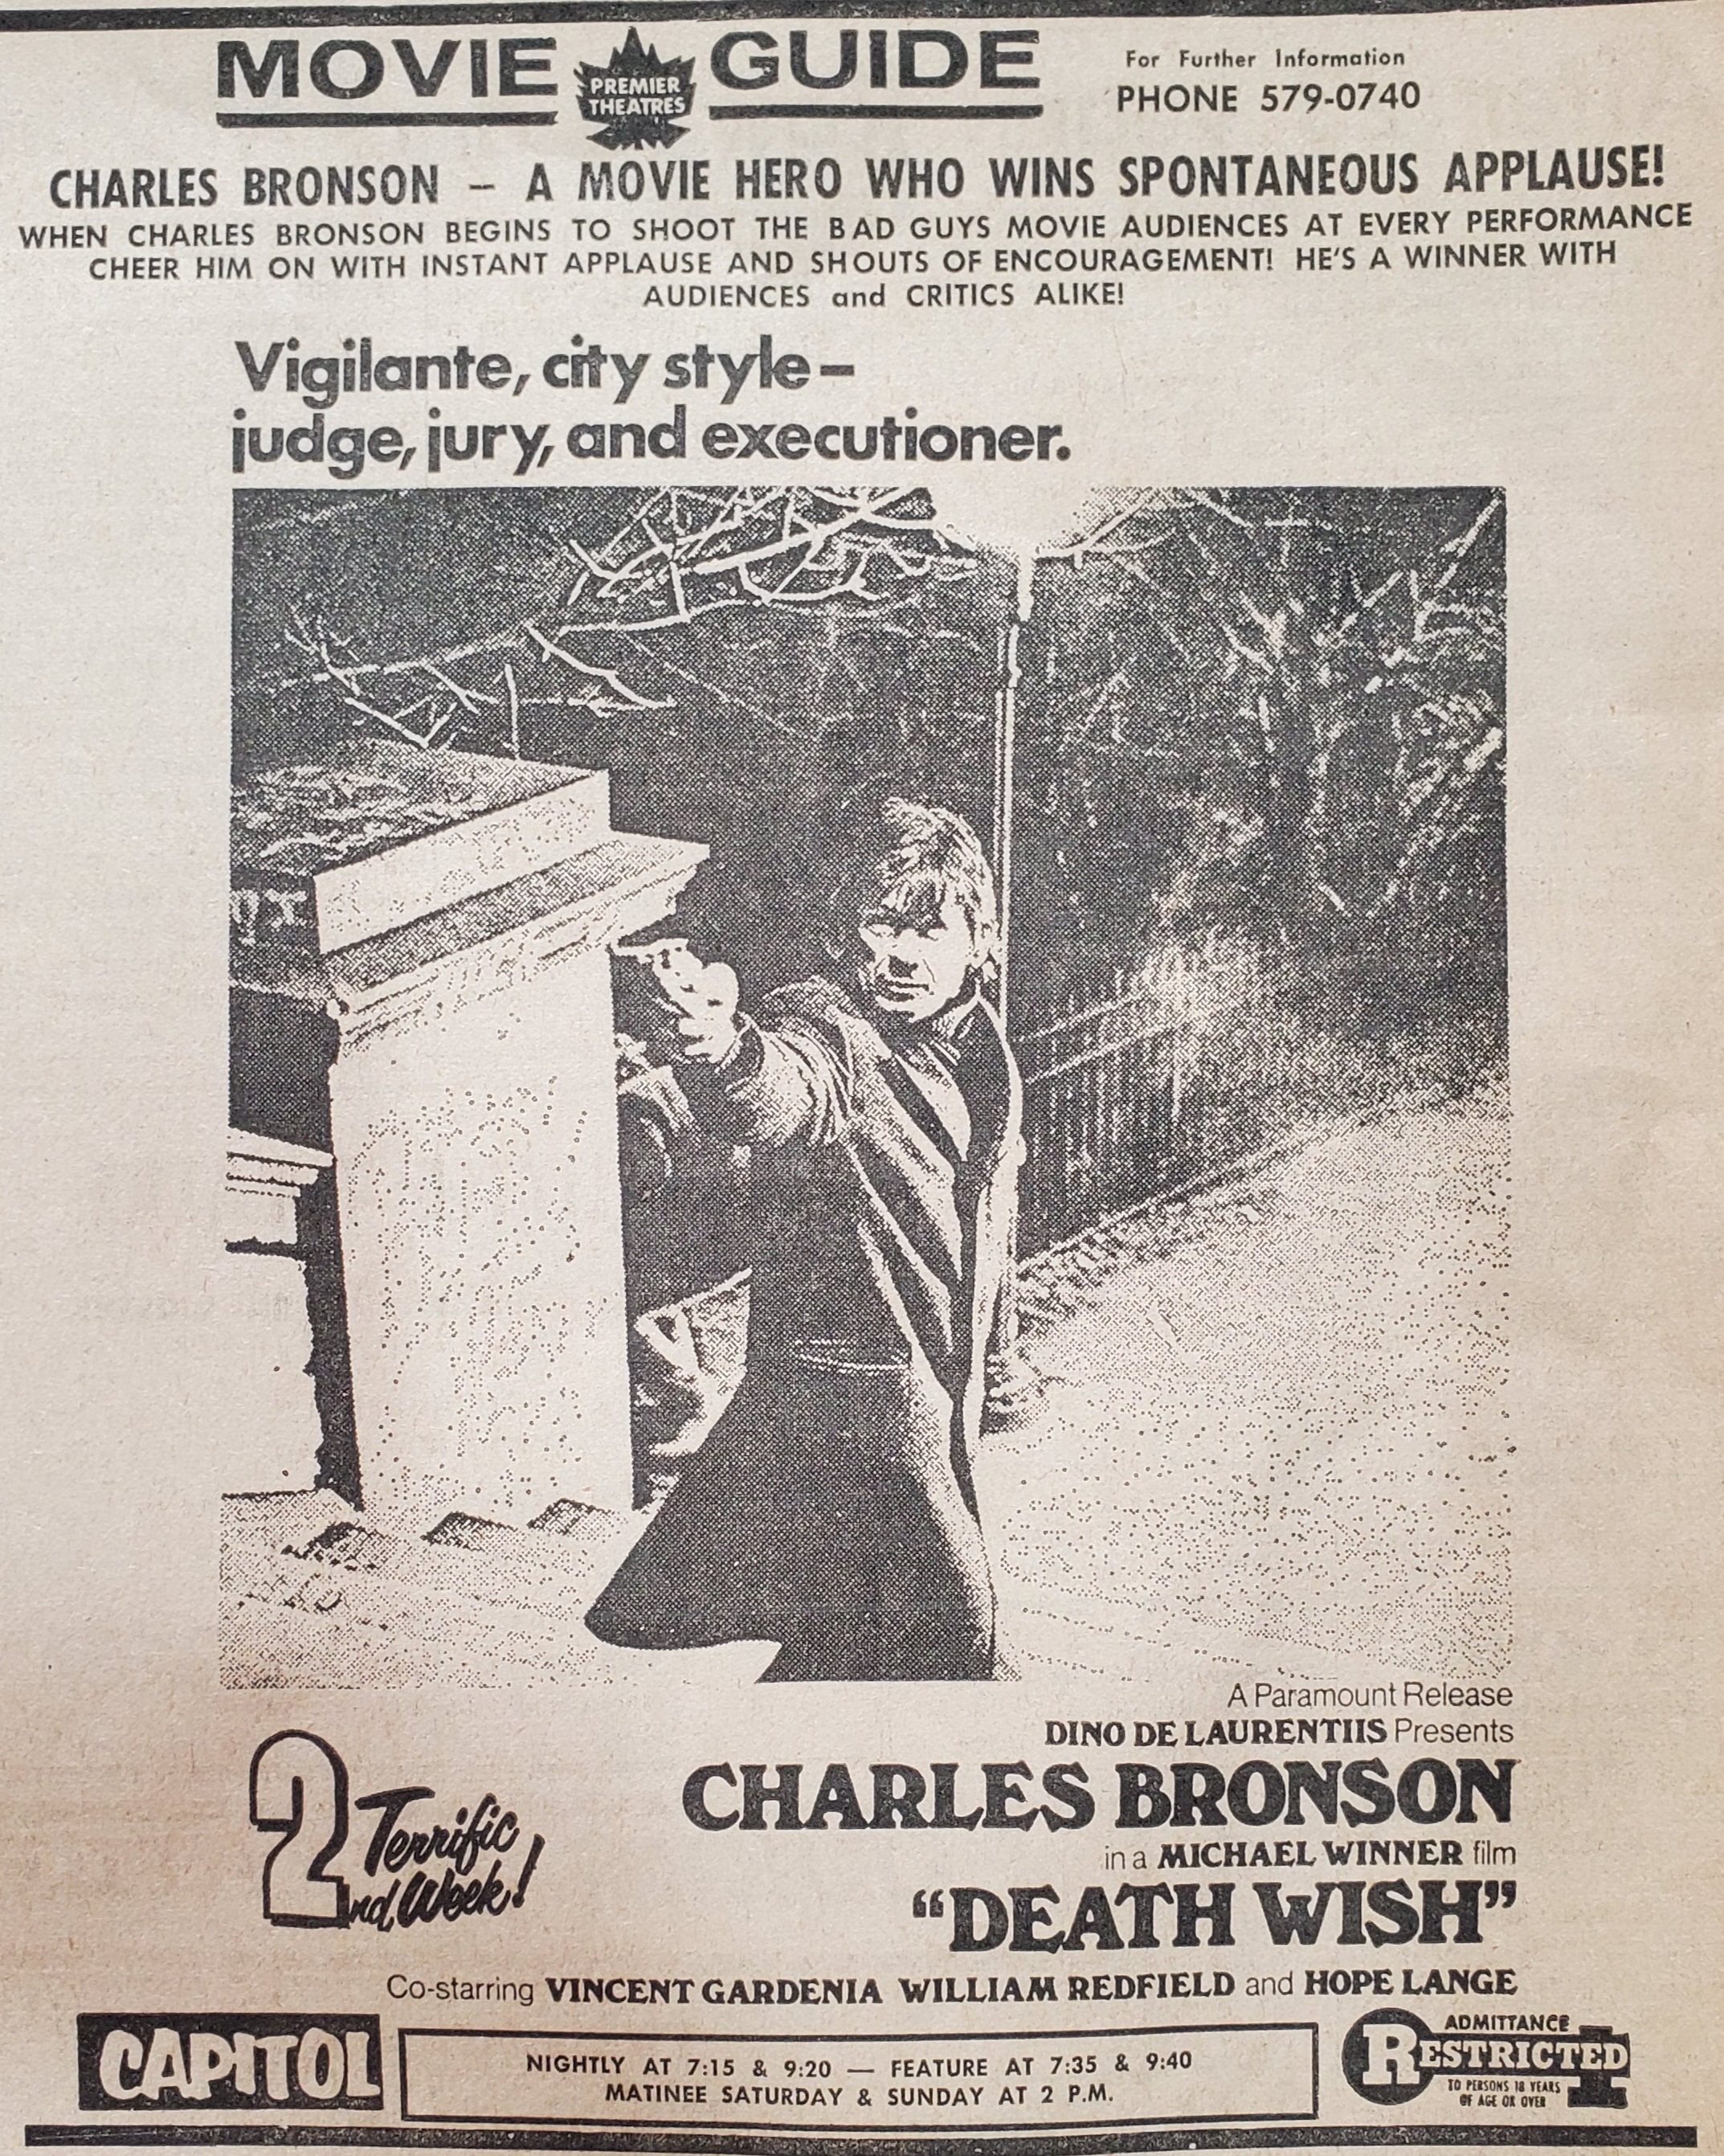 MOVIE PREMIER THEATRES GUIDE
For Further Information
PHONE 579-0740
CHARLES BRONSON – A MOVIE HERO WHO WINS SPONTANEOUS APPLAUSE!
WHEN CHARLES BRONSON BEGINS TO SHOOT THE BAD GUYS MOVIE AUDIENCES AT EVERY PERFORMANCE
CHEER HIM ON WITH INSTANT APPLAUSE AND SHOUTS OF ENCOURAGEMENT! HE'S A WINNER WITH
AUDIENCES and CRITICS ALIKE!
Vigilante, city style –
judge, jury, and executioner.
A Paramount Release
DINO DE LAURENTIIS Presents
CHARLES BRONSON
in a MICHAEL WINNER film
“DEATH WISH”
2nd Terrific
Week!
Co-starring VINCENT GARDENIA WILLIAM REDFIELD and HOPE LANGE
CAPITOL
NIGHTLY AT 7:15 & 9:20 — FEATURE AT 7:35 & 9:40
MATINEE SATURDAY & SUNDAY AT 2 P.M.
ADMITTANCE
RESTRICTED
TO PERSONS 18 YEARS
OF AGE OR OVER